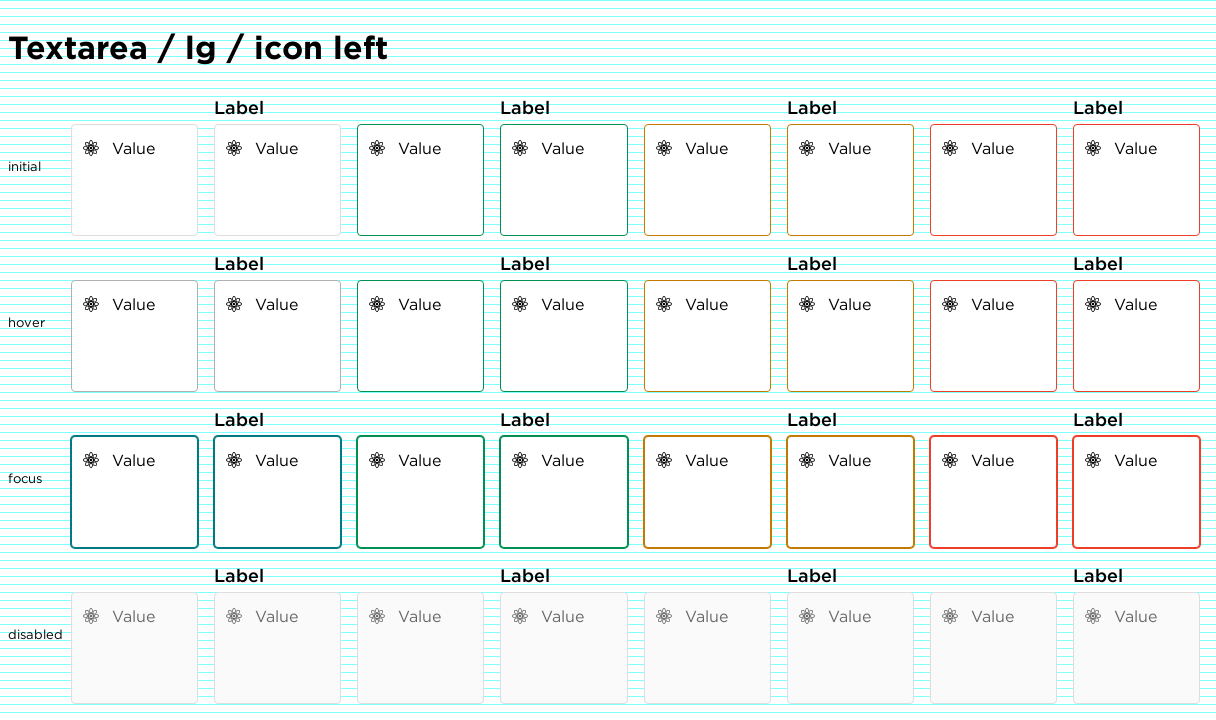 Textarea / lg / icon left
Label Label Label Label
initial Value Value Value Value Value Value Value Value
Label Label Label Label
hover Value Value Value Value Value Value Value Value
Label Label Label Label
focus Value Value Value Value Value Value Value Value
Label Label Label Label
disabled Value Value Value Value Value Value Value Value